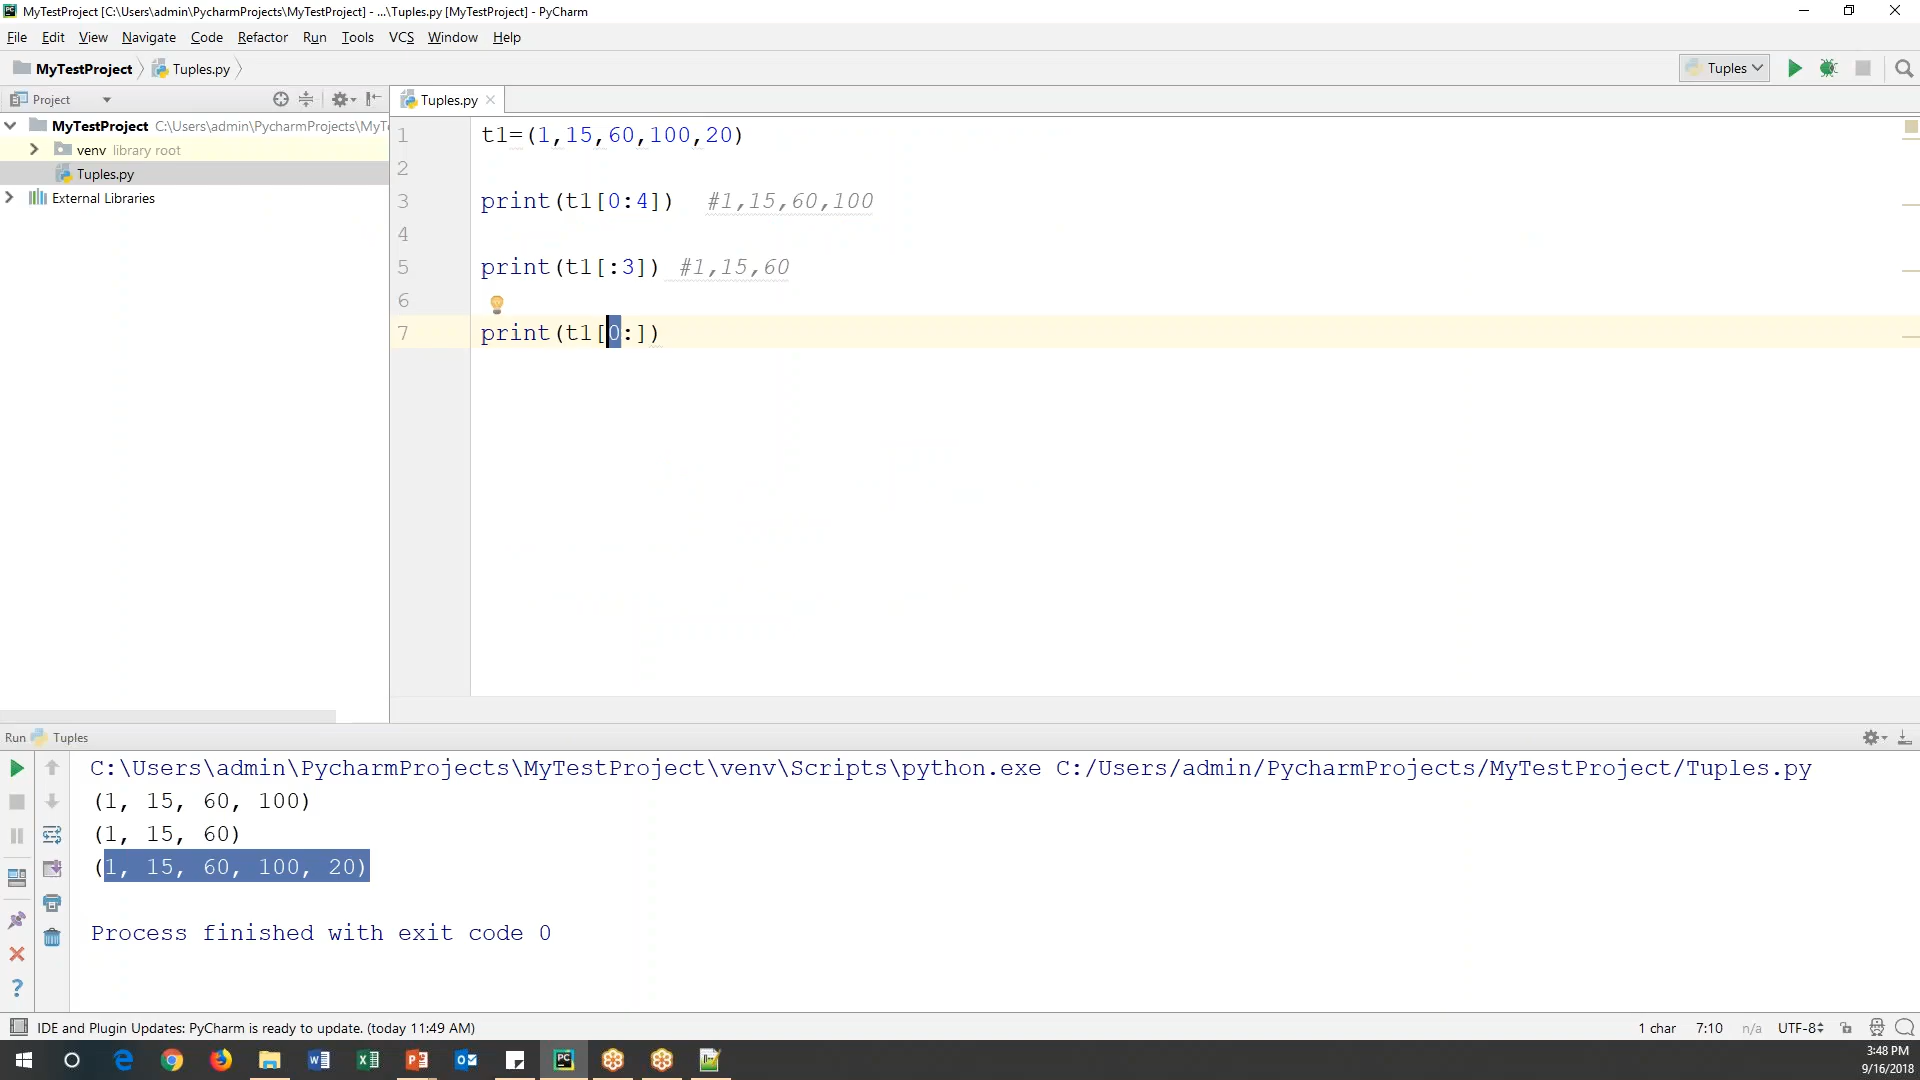 MyTestProject [C:\Users\admin\PycharmProjects\MyTestProject] - ...\Tuples.py [MyTestProject] - PyCharm
File Edit View Navigate Code Refactor Run Tools VCS Window Help
MyTestProject Tuples.py Tuples
Project Tuples.py
MyTestProject C:\Users\admin\PycharmProjects\MyT
venv library root
Tuples.py
External Libraries
1 t1=(1,15,60,100,20)
2
3 print(t1[0:4]) #1,15,60,100
4
5 print(t1[:3]) #1,15,60
6
7 print(t1[0:])
Run Tuples
C:\Users\admin\PycharmProjects\MyTestProject\venv\Scripts\python.exe C:/Users/admin/PycharmProjects/MyTestProject/Tuples.py
(1, 15, 60, 100)
(1, 15, 60)
(1, 15, 60, 100, 20)
Process finished with exit code 0
IDE and Plugin Updates: PyCharm is ready to update. (today 11:49 AM) 1 char 7:10 n/a UTF-8
3:48 PM
9/16/2018